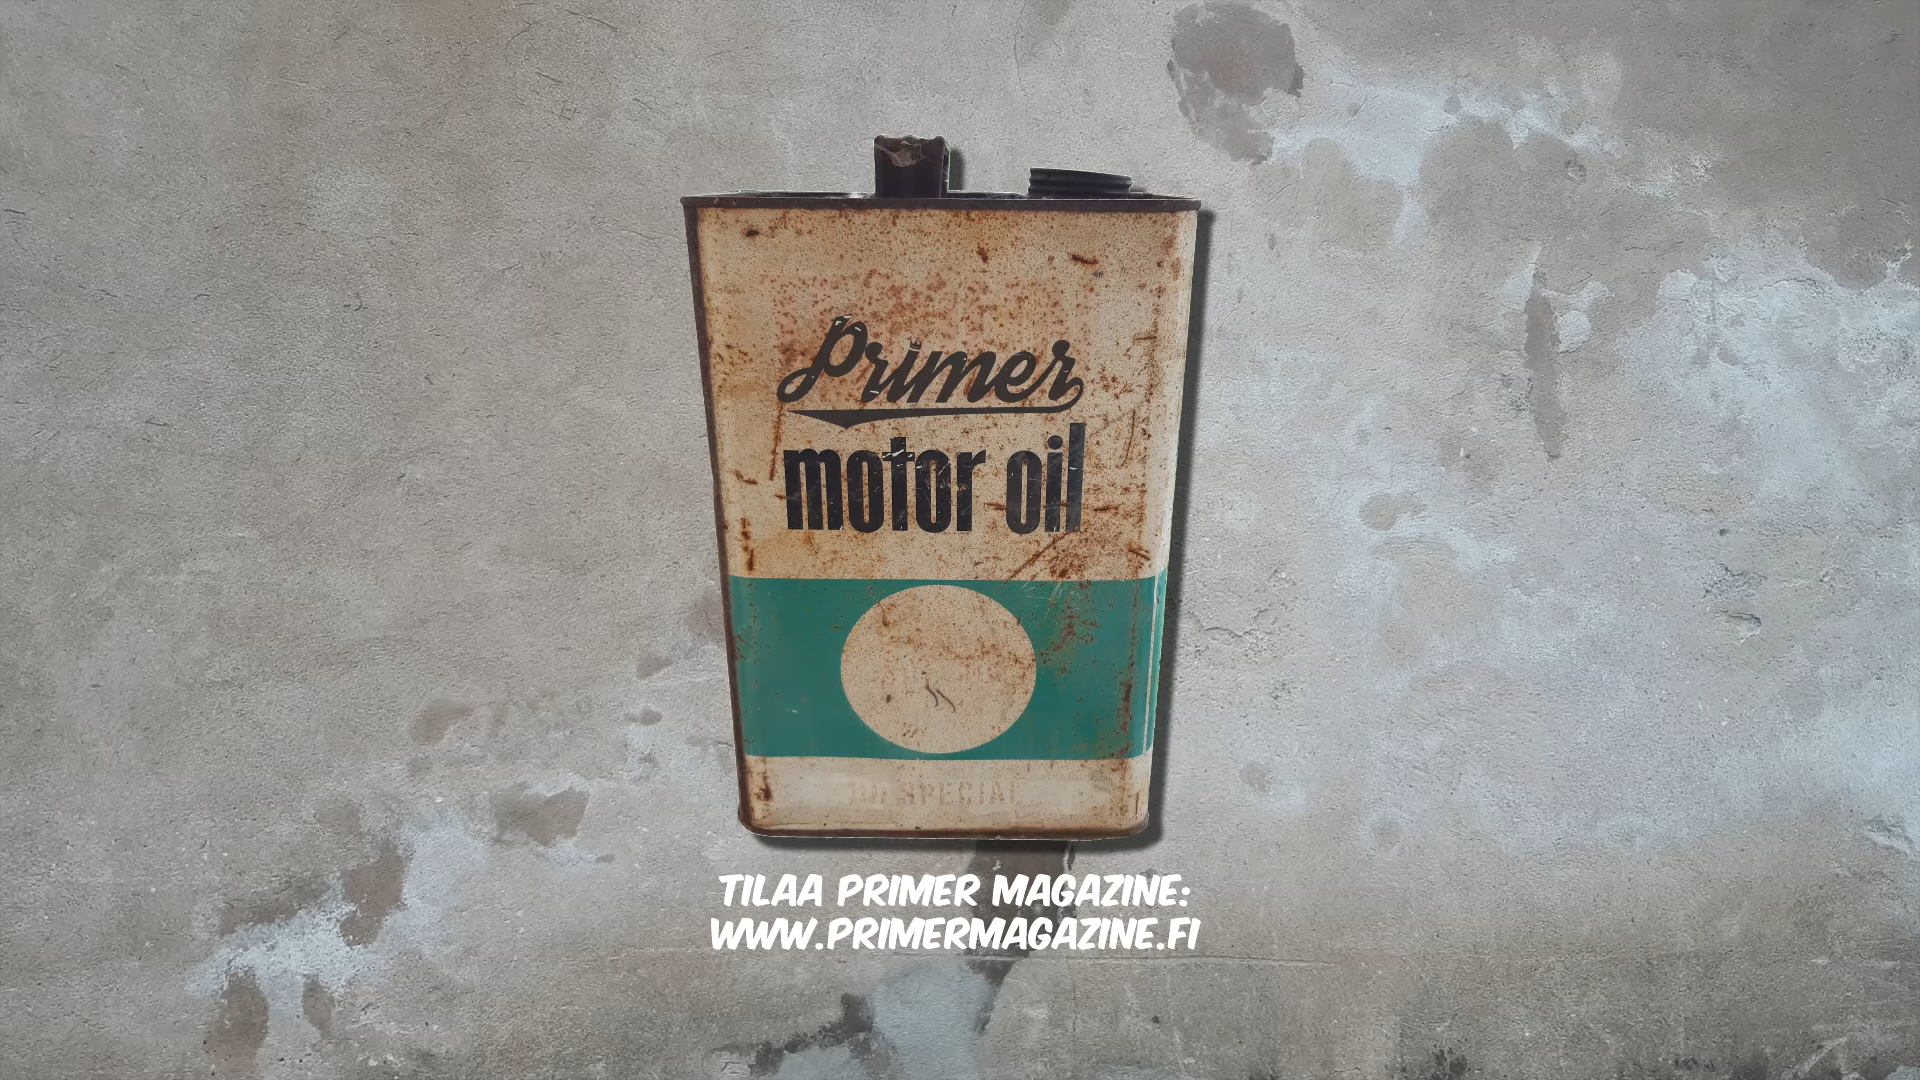 Primer
motor oil
SPECIAL
TILAA PRIMER MAGAZINE:
WWW.PRIMERMAGAZINE.FI